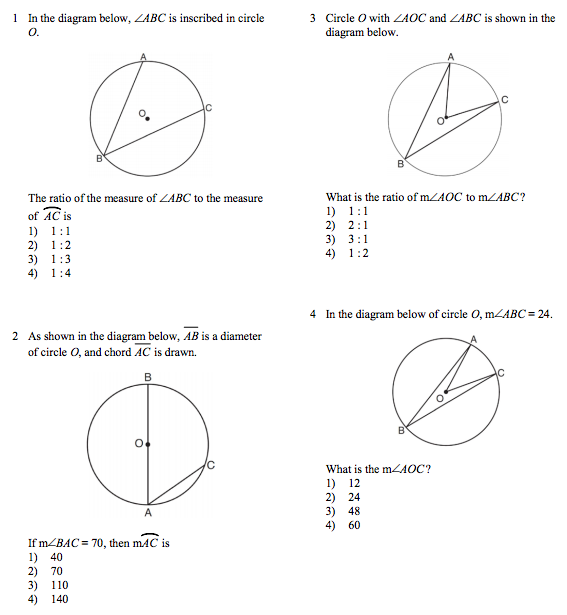 1 In the diagram below, ∠ABC is inscribed in circle
O.
A
O
C
B
The ratio of the measure of ∠ABC to the measure
of AC is
1) 1 : 1
2) 1 : 2
3) 1 : 3
4) 1 : 4
2 As shown in the diagram below, AB is a diameter
of circle O, and chord AC is drawn.
B
O
C
A
If m∠BAC = 70, then mAC is
1) 40
2) 70
3) 110
4) 140
3 Circle O with ∠AOC and ∠ABC is shown in the
diagram below.
A
C
O
B
What is the ratio of m∠AOC to m∠ABC?
1) 1 : 1
2) 2 : 1
3) 3 : 1
4) 1 : 2
4 In the diagram below of circle O, m∠ABC = 24.
A
C
O
B
What is the m∠AOC?
1) 12
2) 24
3) 48
4) 60